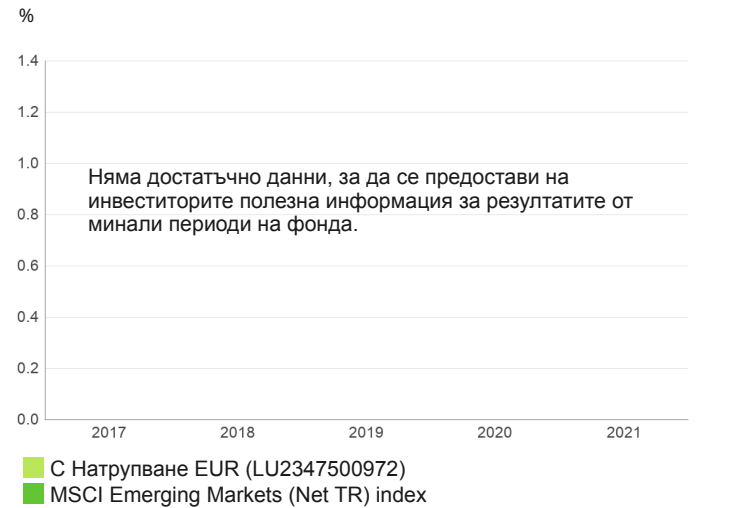 %
1.4
1.2
1.0
Няма достатъчно данни, за да се предостави на
инвеститорите полезна информация за резултатите от
0.8
минали периоди на фонда.
0.6
0.4
0.2
0.0
2017 2018 2019 2020 2021
C Натрупване EUR (LU2347500972)
MSCI Emerging Markets (Net TR) index